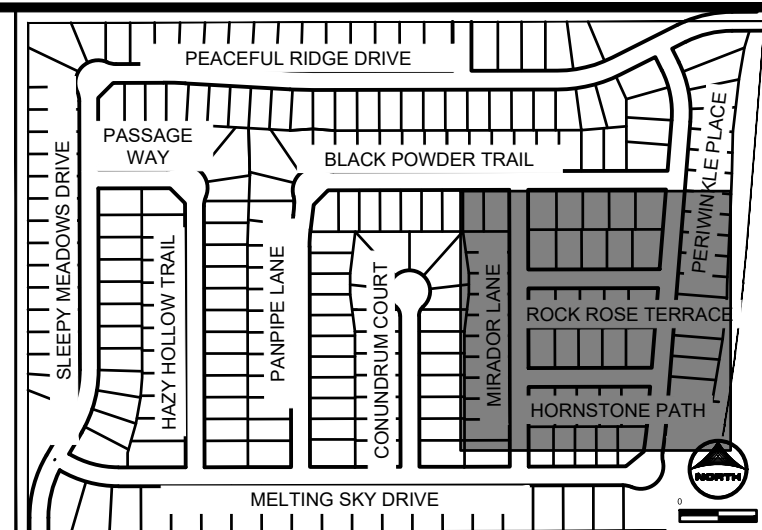 PEACEFUL RIDGE DRIVE
PASSAGE
WAY
BLACK POWDER TRAIL
PERIWINKLE PLACE
SLEEPY MEADOWS DRIVE
HAZY HOLLOW TRAIL
PANPIPE LANE
CONUNDRUM COURT
MIRADOR LANE
ROCK ROSE TERRACE
HORNSTONE PATH
MELTING SKY DRIVE
NORTH
0